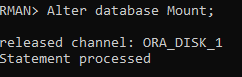 RMAN> Alter database Mount;
released channel: ORA_DISK_1
Statement processed